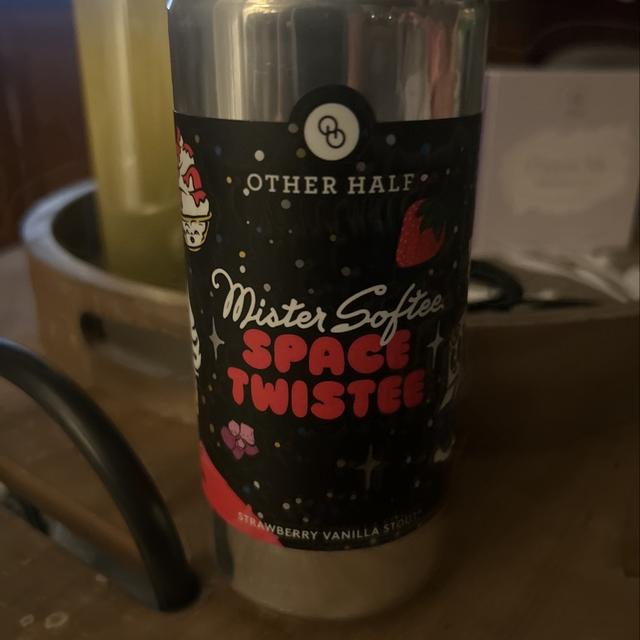 OTHER HALF
Mister Softee
SPACE
TWISTEE
STRAWBERRY VANILLA STOUT